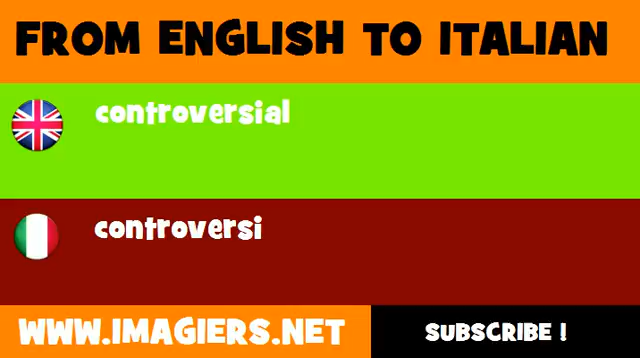 FROM ENGLISH TO ITALIAN
controversial
controversi
WWW.IMAGIERS.NET
SUBSCRIBE !